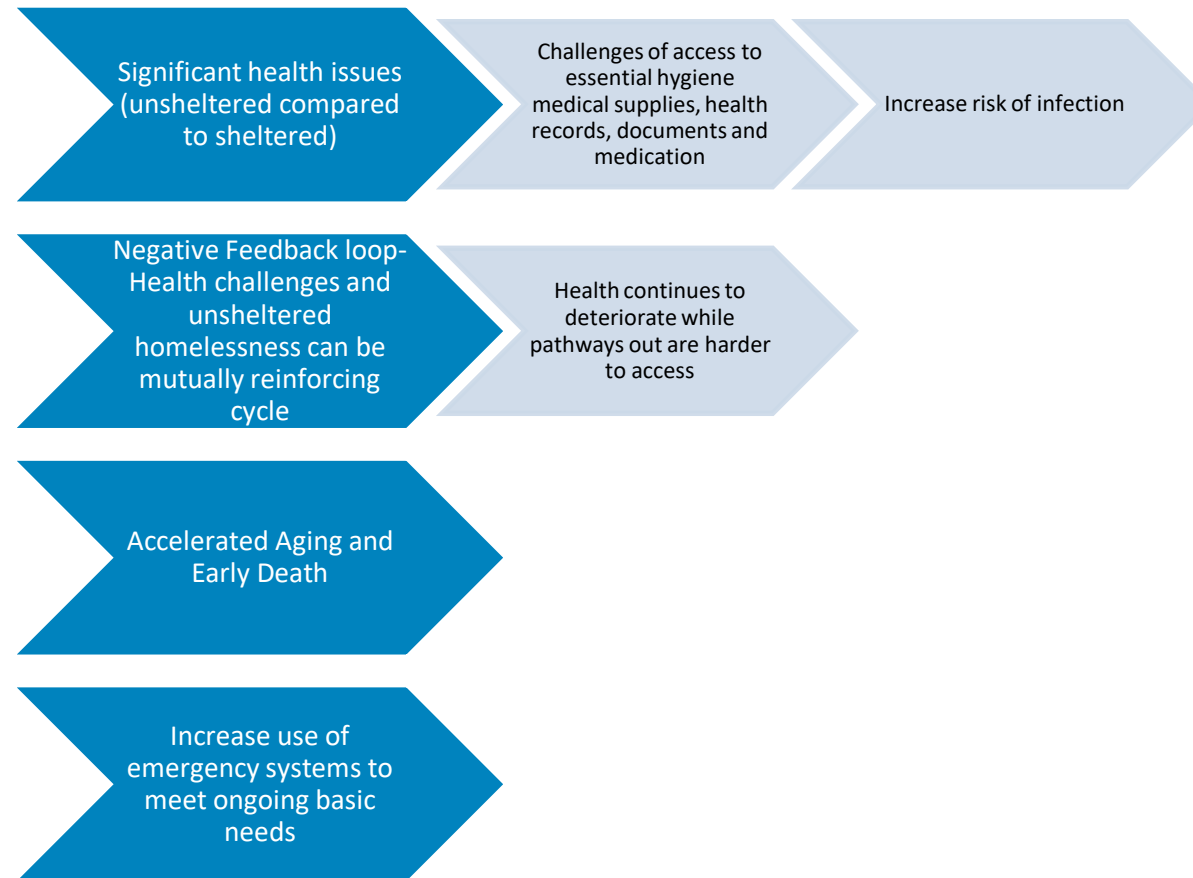 Significant health issues
(unsheltered compared
to sheltered)
Challenges of access to
essential hygiene
medical supplies, health
records, documents and
medication
Increase risk of infection
Negative Feedback loop-
Health challenges and
unsheltered
homelessness can be
mutually reinforcing
cycle
Health continues to
deteriorate while
pathways out are harder
to access
Accelerated Aging and
Early Death
Increase use of
emergency systems to
meet ongoing basic
needs